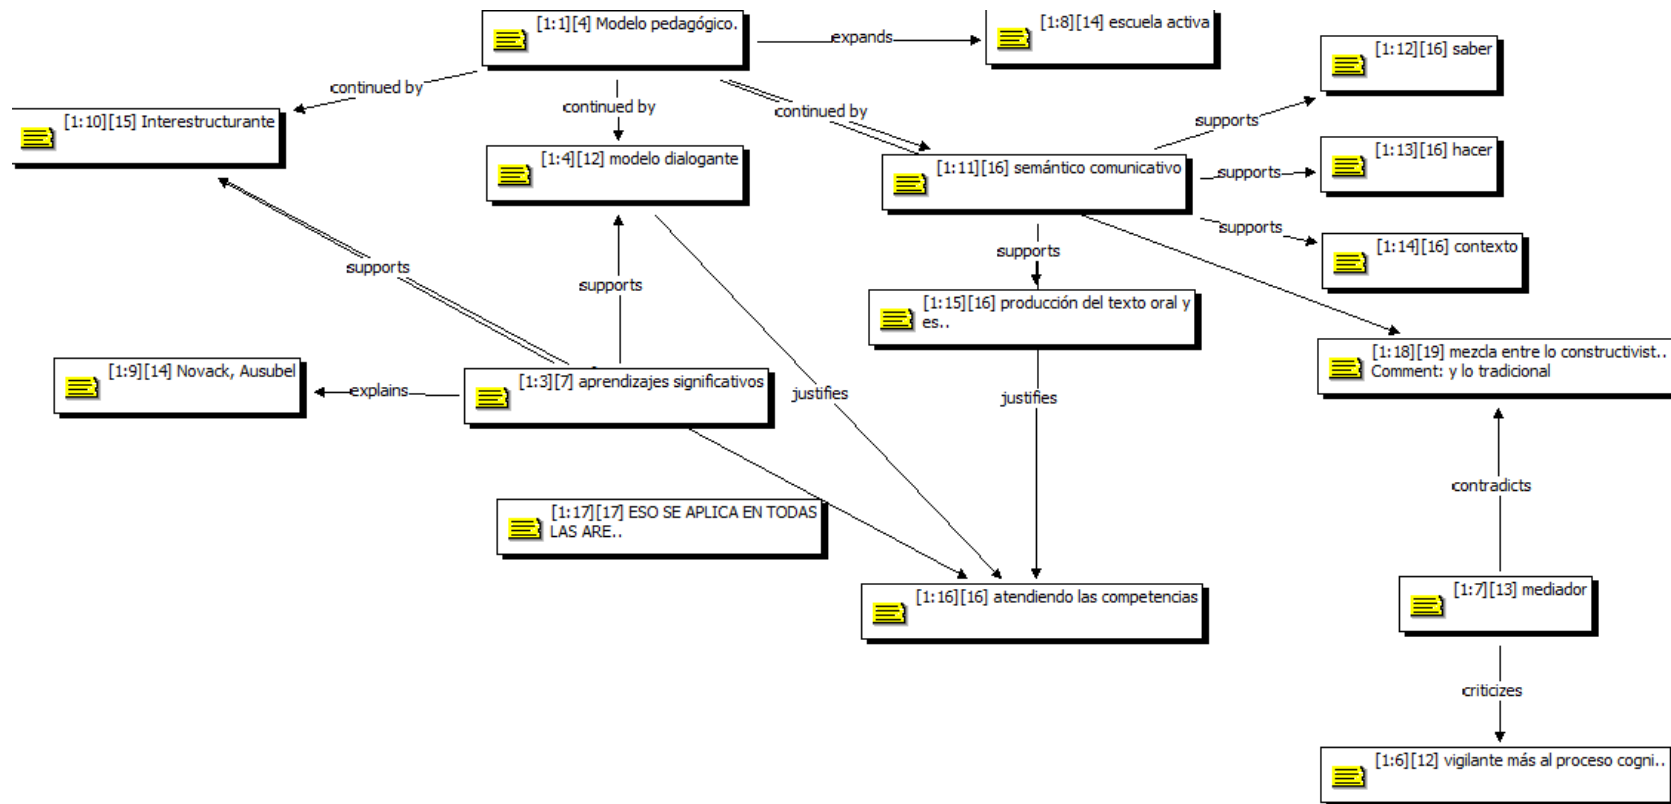 [1:1][4] Modelo pedagógico.
expands
[1:8][14] escuela activa
[1:12][16] saber
continued by
continued by
continued by
supports
[1:10][15] Interestructurante
[1:4][12] modelo dialogante
[1:11][16] semántico comunicativo
[1:13][16] hacer
supports
supports
[1:14][16] contexto
supports
supports
supports
[1:15][16] producción del texto oral y
es..
[1:18][19] mezcla entre lo constructivist..
Comment: y lo tradicional
[1:9][14] Novack, Ausubel
explains
[1:3][7] aprendizajes significativos
justifies
justifies
contradicts
[1:17][17] ESO SE APLICA EN TODAS
LAS ARE..
[1:16][16] atendiendo las competencias
[1:7][13] mediador
criticizes
[1:6][12] vigilante más al proceso cogni..